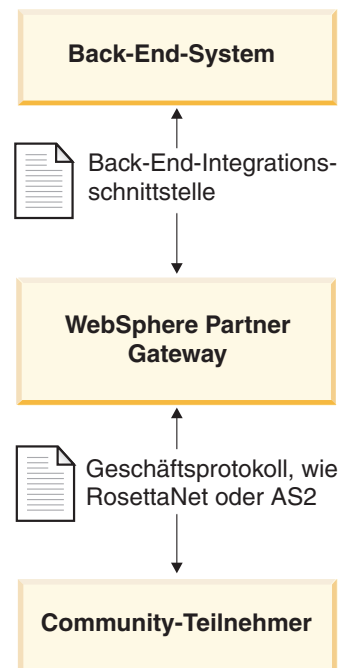 Back-End-System
Back-End-Integrations-
schnittstelle
WebSphere Partner
Gateway
Geschäftsprotokoll, wie
RosettaNet oder AS2
Community-Teilnehmer